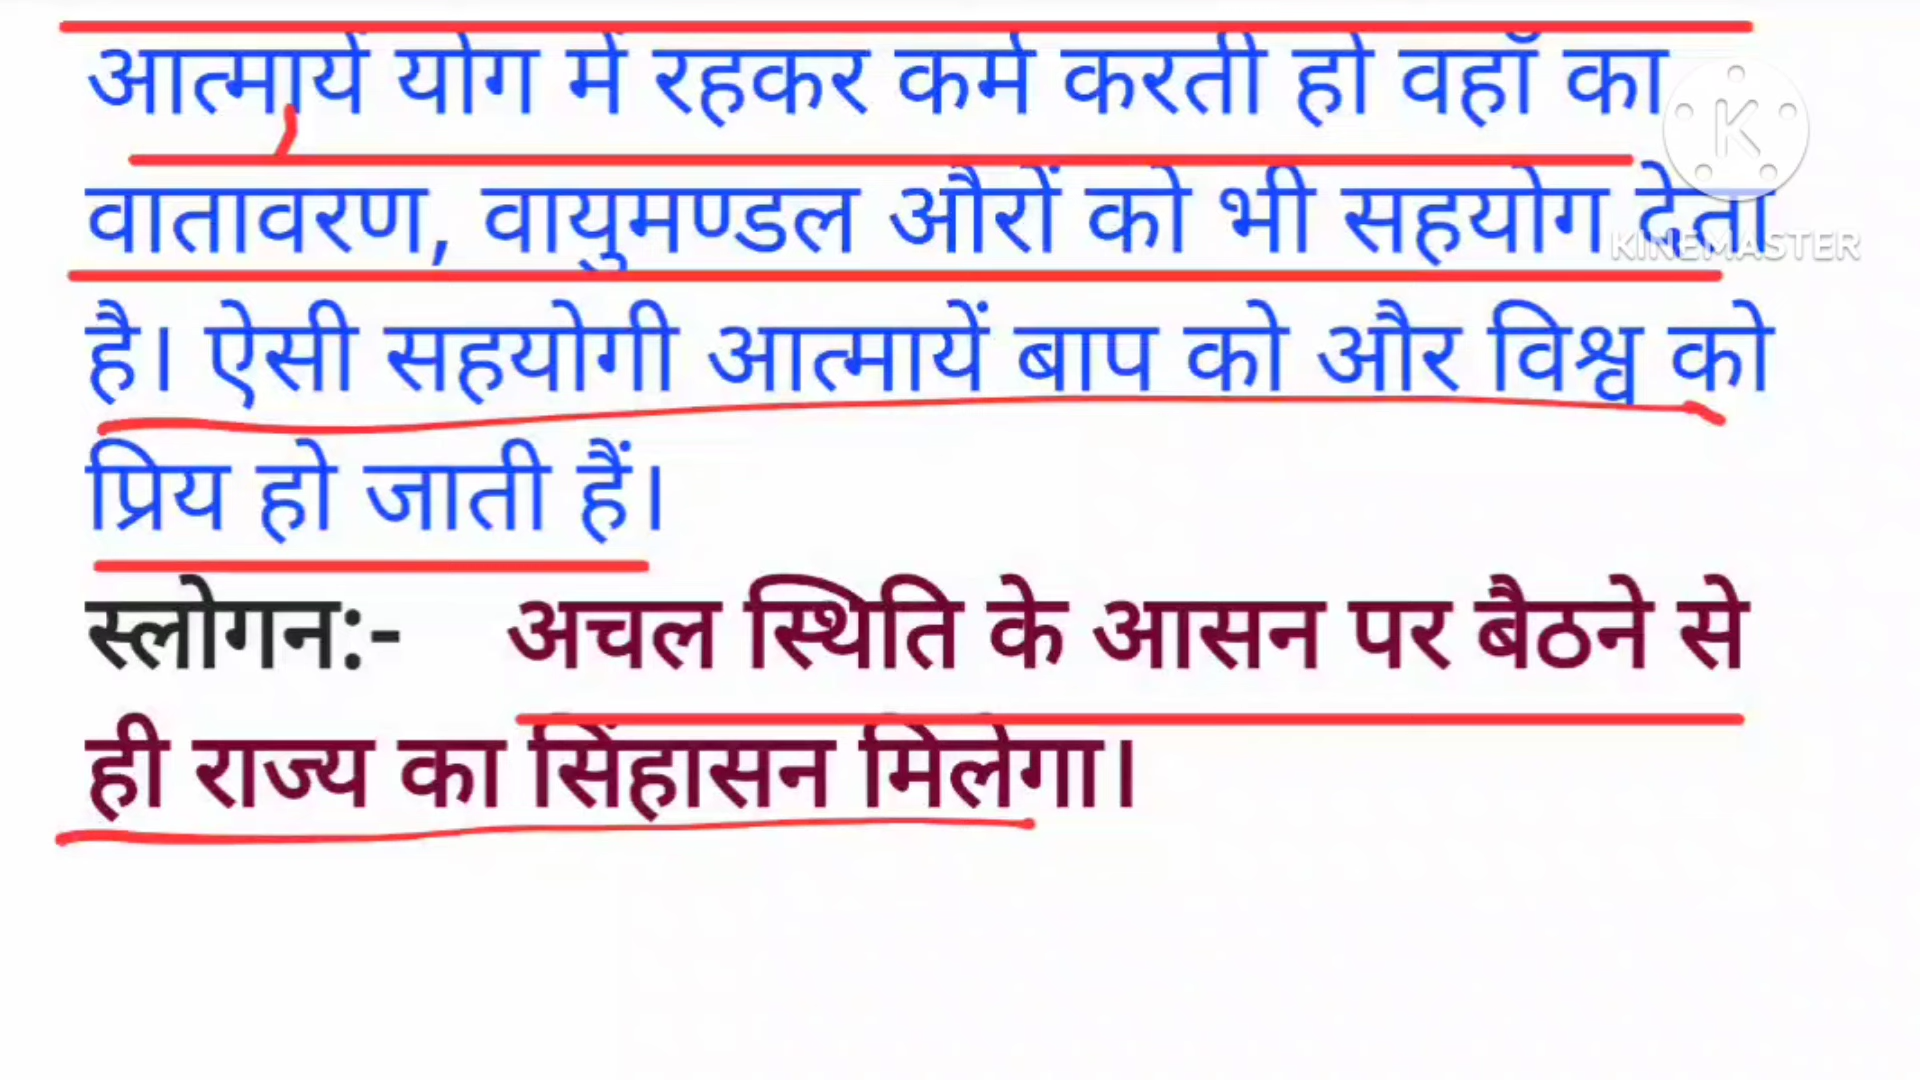 आत्मायें योग में रहकर कर्म करती हो वहाँ का
वातावरण, वायुमण्डल औरों को भी सहयोग देता
है। ऐसी सहयोगी आत्मायें बाप को और विश्व को
प्रिय हो जाती हैं।
स्लोगन:- अचल स्थिति के आसन पर बैठने से
ही राज्य का सिंहासन मिलेगा।
K
KINEMASTER